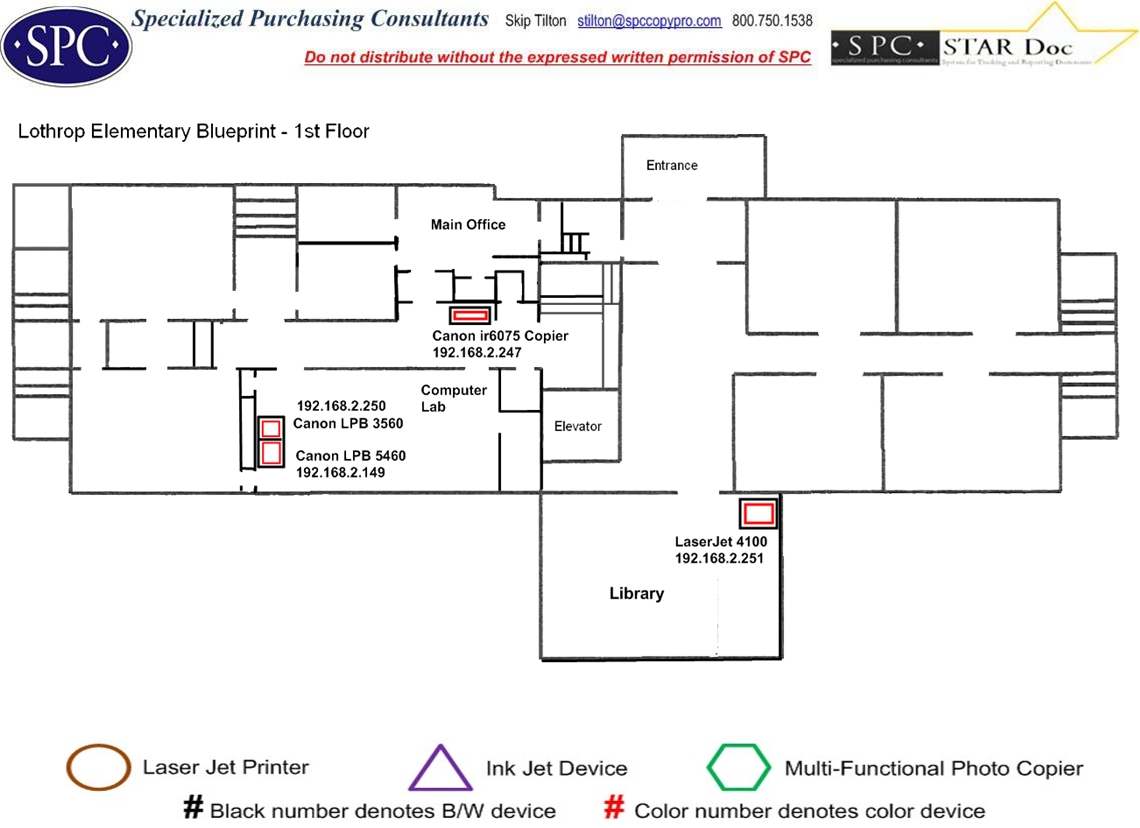 ·SPC·
Specialized Purchasing Consultants Skip Tilton stilton@spccopypro.com 800.750.1538
Do not distribute without the expressed written permission of SPC
· S P C · STAR Doc
specialized purchasing consultants System for Tracking and Reporting Documents
Lothrop Elementary Blueprint - 1st Floor
Entrance
Main Office
Canon ir6075 Copier
192.168.2.247
Computer
Lab
192.168.2.250
Canon LPB 3560
Canon LPB 5460
192.168.2.149
Elevator
LaserJet 4100
192.168.2.251
Library
Laser Jet Printer
Ink Jet Device
Multi-Functional Photo Copier
# Black number denotes B/W device
# Color number denotes color device